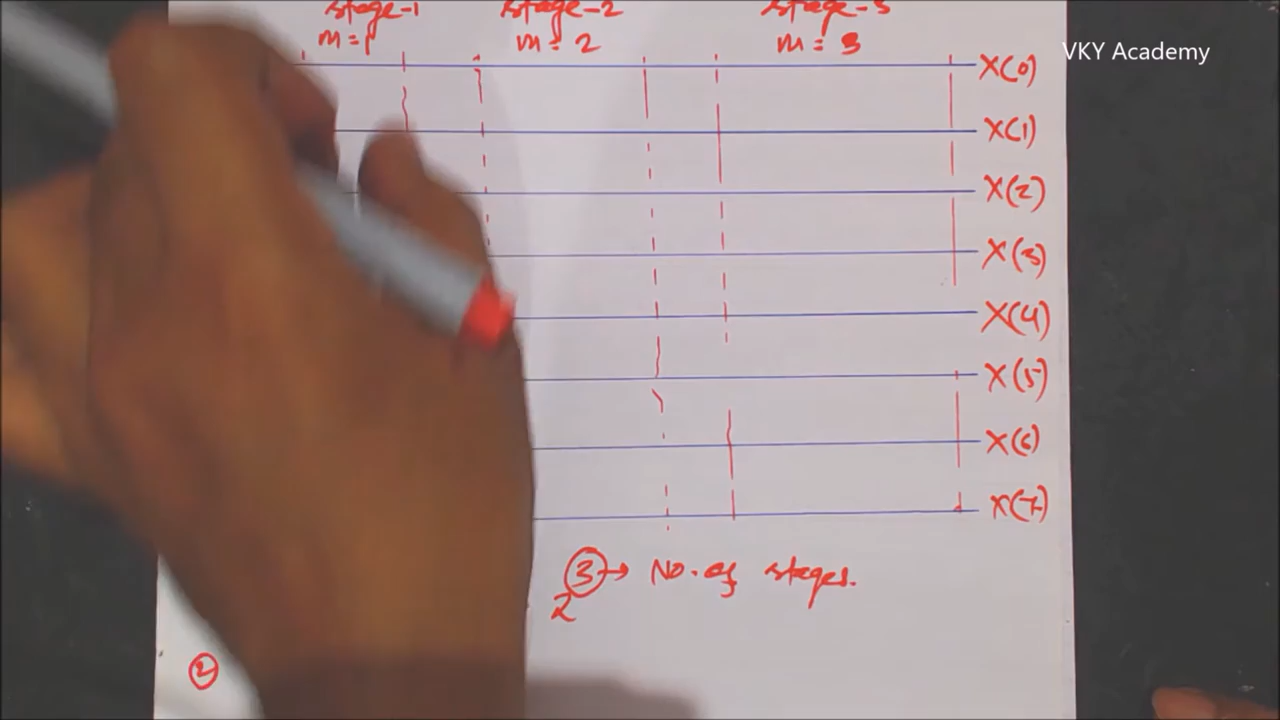 stage-1 stage-2 stage-3
m=1 m=2 m=3
VKY Academy
X(0)
X(1)
X(2)
X(3)
X(4)
X(5)
X(6)
X(7)
3→ No. of stages.
2
2